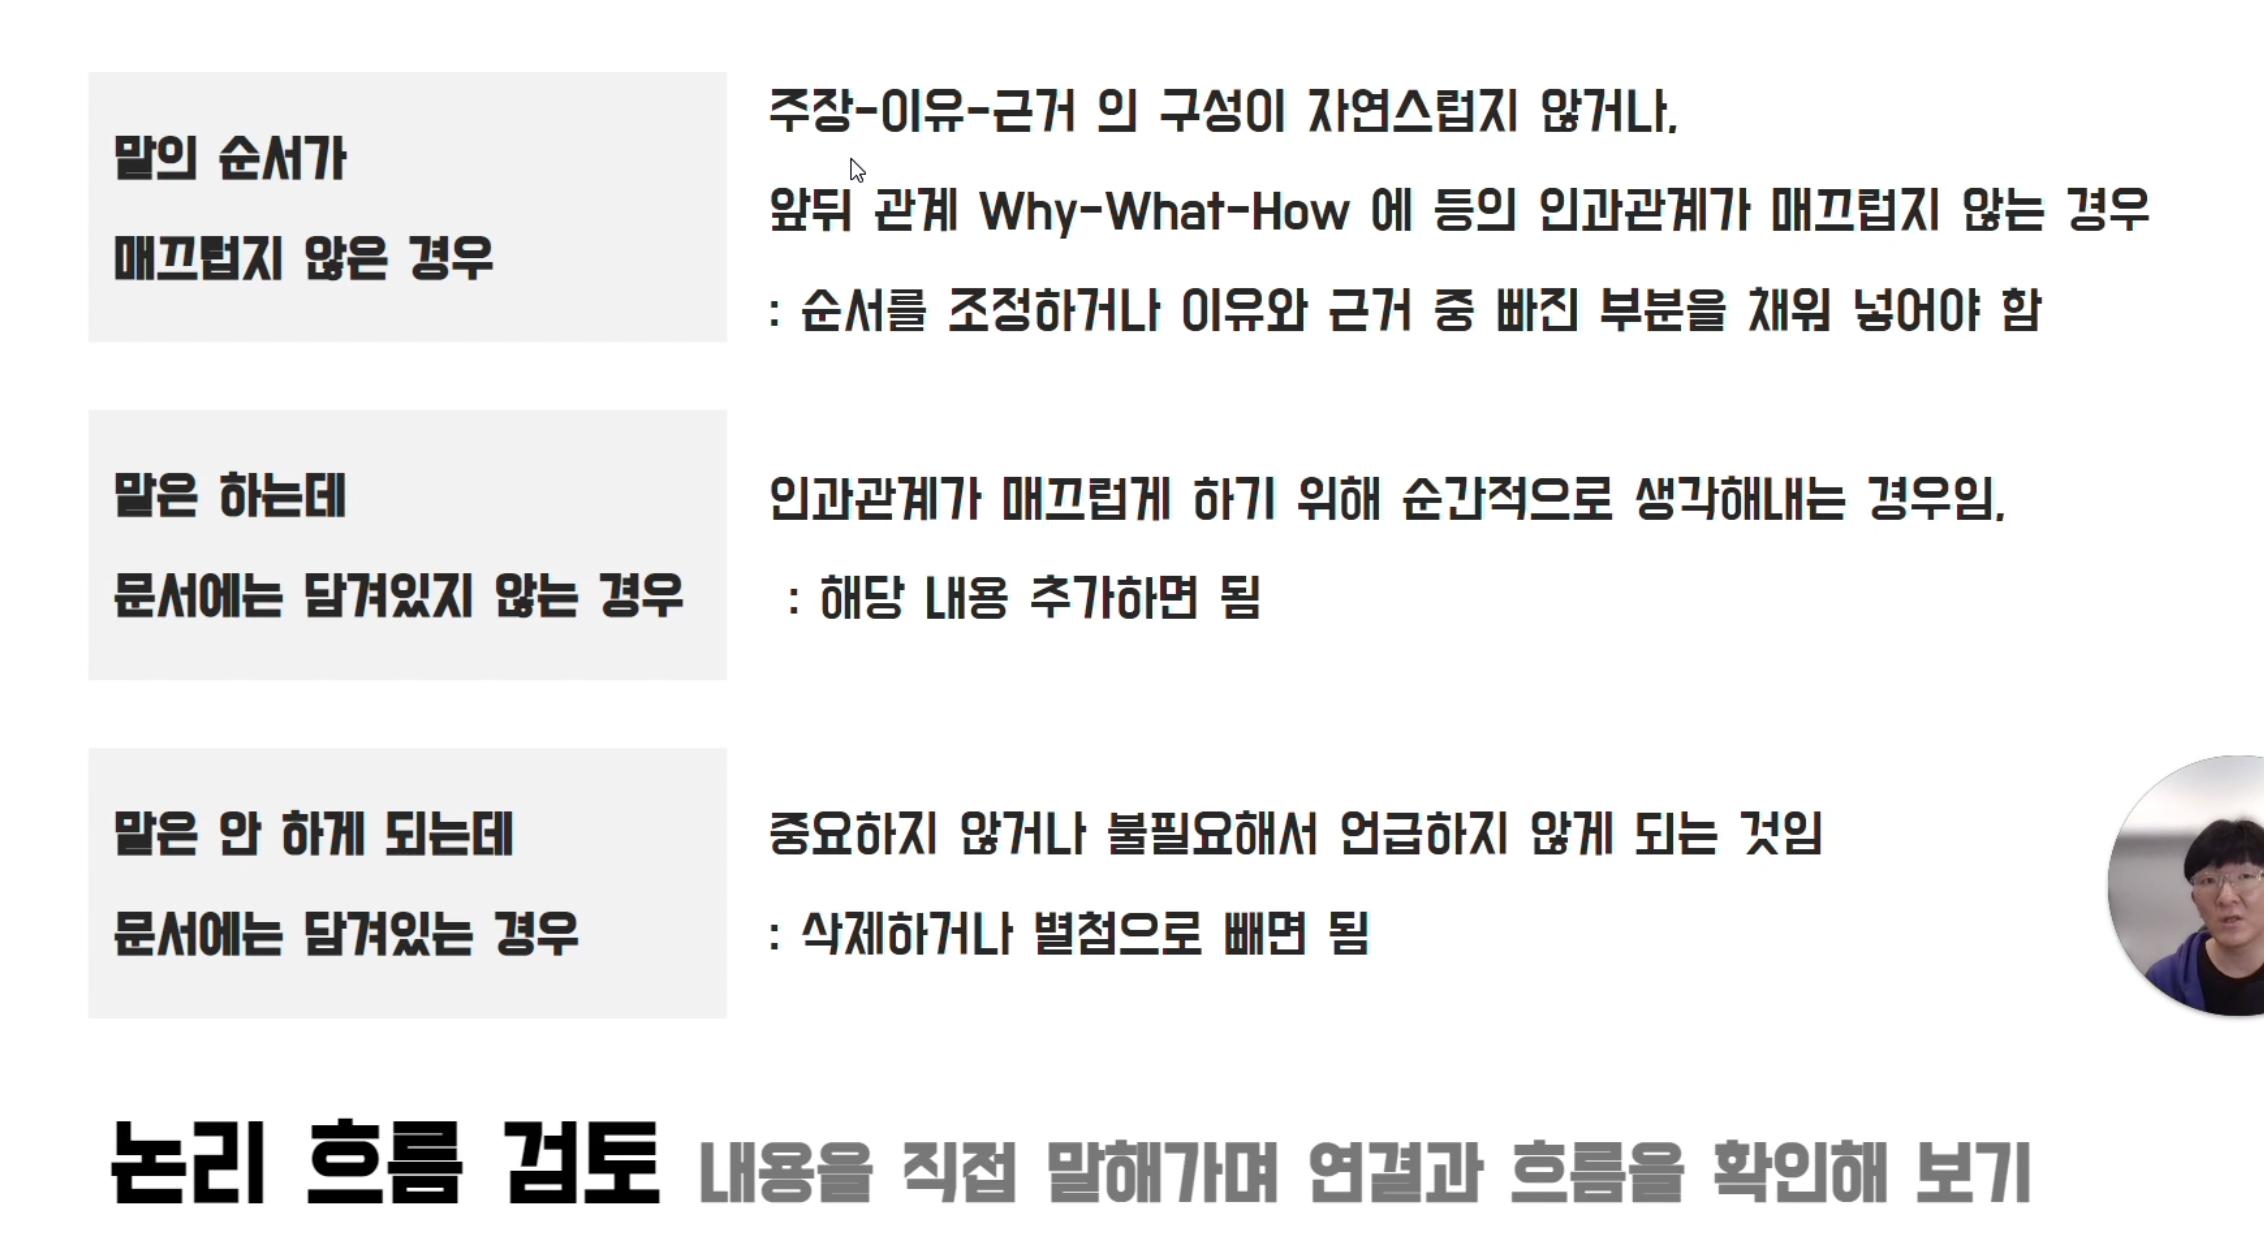 말의 순서가
매끄럽지 않은 경우
주장-이유-근거 의 구성이 자연스럽지 않거나,
앞뒤 관계 Why-What-How 에 등의 인과관계가 매끄럽지 않는 경우
: 순서를 조정하거나 이유와 근거 중 빠진 부분을 채워 넣어야 함
말은 하는데
문서에는 담겨있지 않는 경우
인과관계가 매끄럽게 하기 위해 순간적으로 생각해내는 경우임,
: 해당 내용 추가하면 됨
말은 안 하게 되는데
문서에는 담겨있는 경우
중요하지 않거나 불필요해서 언급하지 않게 되는 것임
: 삭제하거나 별첨으로 빼면 됨
논리 흐름 검토 내용을 직접 말해가며 연결과 흐름을 확인해 보기